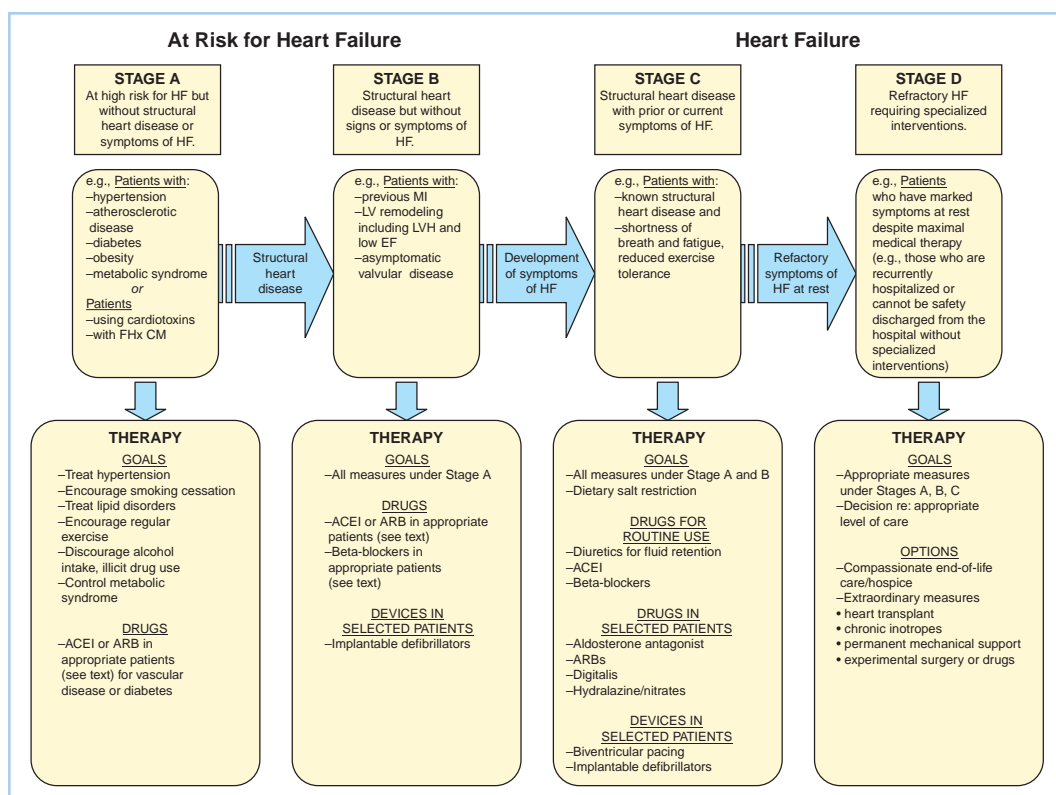 At Risk for Heart Failure
Heart Failure
STAGE A
At high risk for HF but
without structural
heart disease or
symptoms of HF.
STAGE B
Structural heart
disease but without
signs or symptoms of
HF.
STAGE C
Structural heart disease
with prior or current
symptoms of HF.
STAGE D
Refractory HF
requiring specialized
interventions.
e.g., Patients with:
–hypertension
–atherosclerotic
disease
–diabetes
–obesity
–metabolic syndrome
or
Patients
–using cardiotoxins
–with FHx CM
Structural
heart
disease
e.g., Patients with:
–previous MI
–LV remodeling
including LVH and
low EF
–asymptomatic
valvular disease
Development
of symptoms
of HF
e.g., Patients with:
–known structural
heart disease and
–shortness of
breath and fatigue,
reduced exercise
tolerance
Refactory
symptoms of
HF at rest
e.g., Patients
who have marked
symptoms at rest
despite maximal
medical therapy
(e.g., those who are
recurrently
hospitalized or
cannot be safety
discharged from the
hospital without
specialized
interventions)
THERAPY
GOALS
–Treat hypertension
–Encourage smoking cessation
–Treat lipid disorders
–Encourage regular
exercise
–Discourage alcohol
intake, illicit drug use
–Control metabolic
syndrome
DRUGS
–ACEI or ARB in
appropriate patients
(see text) for vascular
disease or diabetes
THERAPY
GOALS
–All measures under Stage A
DRUGS
–ACEI or ARB in appropriate
patients (see text)
–Beta-blockers in
appropriate patients
(see text)
DEVICES IN
SELECTED PATIENTS
–Implantable defibrillators
THERAPY
GOALS
–All measures under Stage A and B
–Dietary salt restriction
DRUGS FOR
ROUTINE USE
–Diuretics for fluid retention
–ACEI
–Beta-blockers
DRUGS IN
SELECTED PATIENTS
–Aldosterone antagonist
–ARBs
–Digitalis
–Hydralazine/nitrates
DEVICES IN
SELECTED PATIENTS
–Biventricular pacing
–Implantable defibrillators
THERAPY
GOALS
–Appropriate measures
under Stages A, B, C
–Decision re: appropriate
level of care
OPTIONS
–Compassionate end-of-life
care/hospice
–Extraordinary measures
• heart transplant
• chronic inotropes
• permanent mechanical support
• experimental surgery or drugs